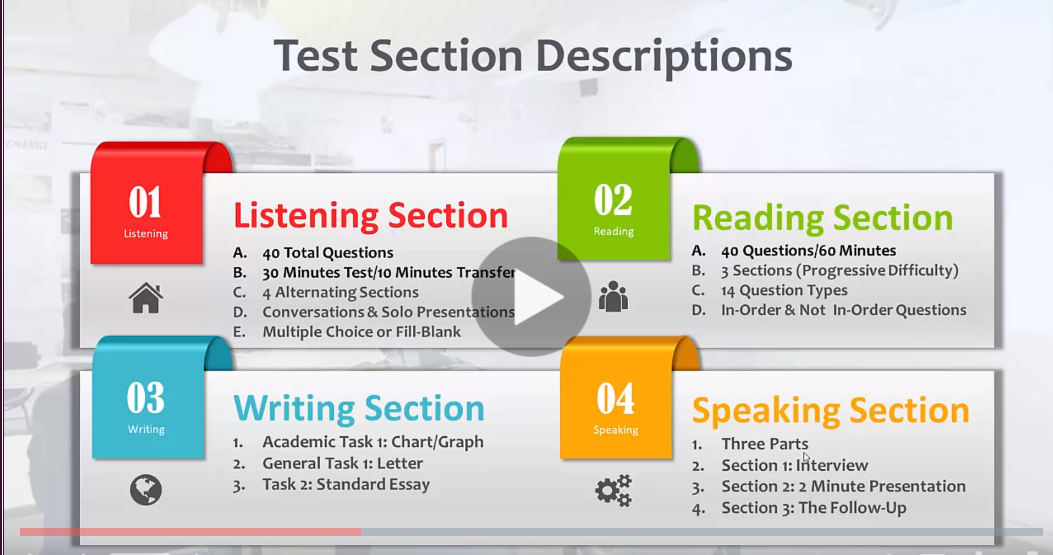 Test Section Descriptions
01
Listening
Listening Section
A. 40 Total Questions
B. 30 Minutes Test/10 Minutes Transfer
C. 4 Alternating Sections
D. Conversations & Solo Presentations
E. Multiple Choice or Fill-Blank
02
Reading
Reading Section
A. 40 Questions/60 Minutes
B. 3 Sections (Progressive Difficulty)
C. 14 Question Types
D. In-Order & Not In-Order Questions
03
Writing
Writing Section
1. Academic Task 1: Chart/Graph
2. General Task 1: Letter
3. Task 2: Standard Essay
04
Speaking
Speaking Section
1. Three Parts
2. Section 1: Interview
3. Section 2: 2 Minute Presentation
4. Section 3: The Follow-Up